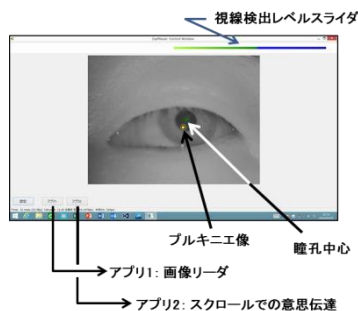 視線検出レベルスライダ
プルキニエ像
瞳孔中心
アプリ1: 画像リーダ
アプリ2: スクロールでの意思伝達